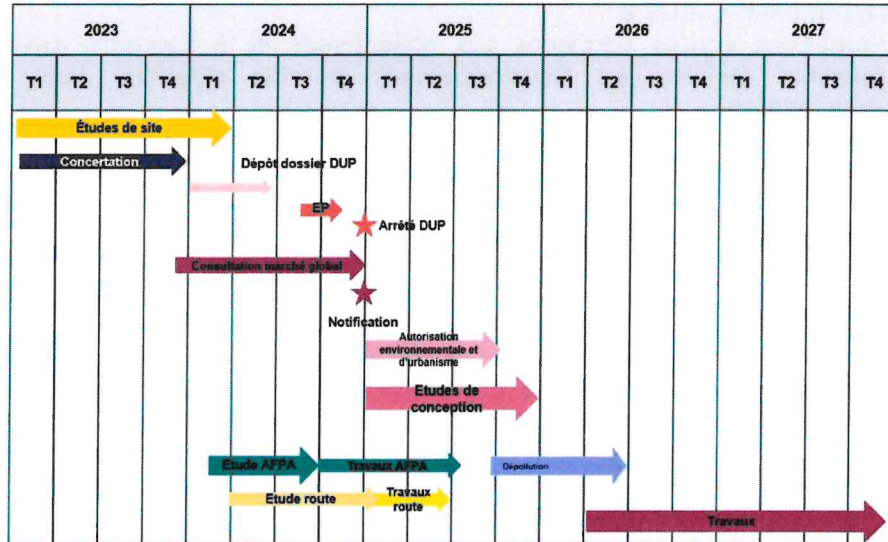 2023 2024 2025 2026 2027
T1 T2 T3 T4 T1 T2 T3 T4 T1 T2 T3 T4 T1 T2 T3 T4 T1 T2 T3 T4
Études de site
Concertation
Dépôt dossier DUP
EP
Arrêté DUP
Consultation marché global
Notification
Autorisation
environnementale et
d'urbanisme
Etudes de
conception
Etude AFPA
Travaux AFPA
Dépollution
Etude route
Travaux
route
Travaux